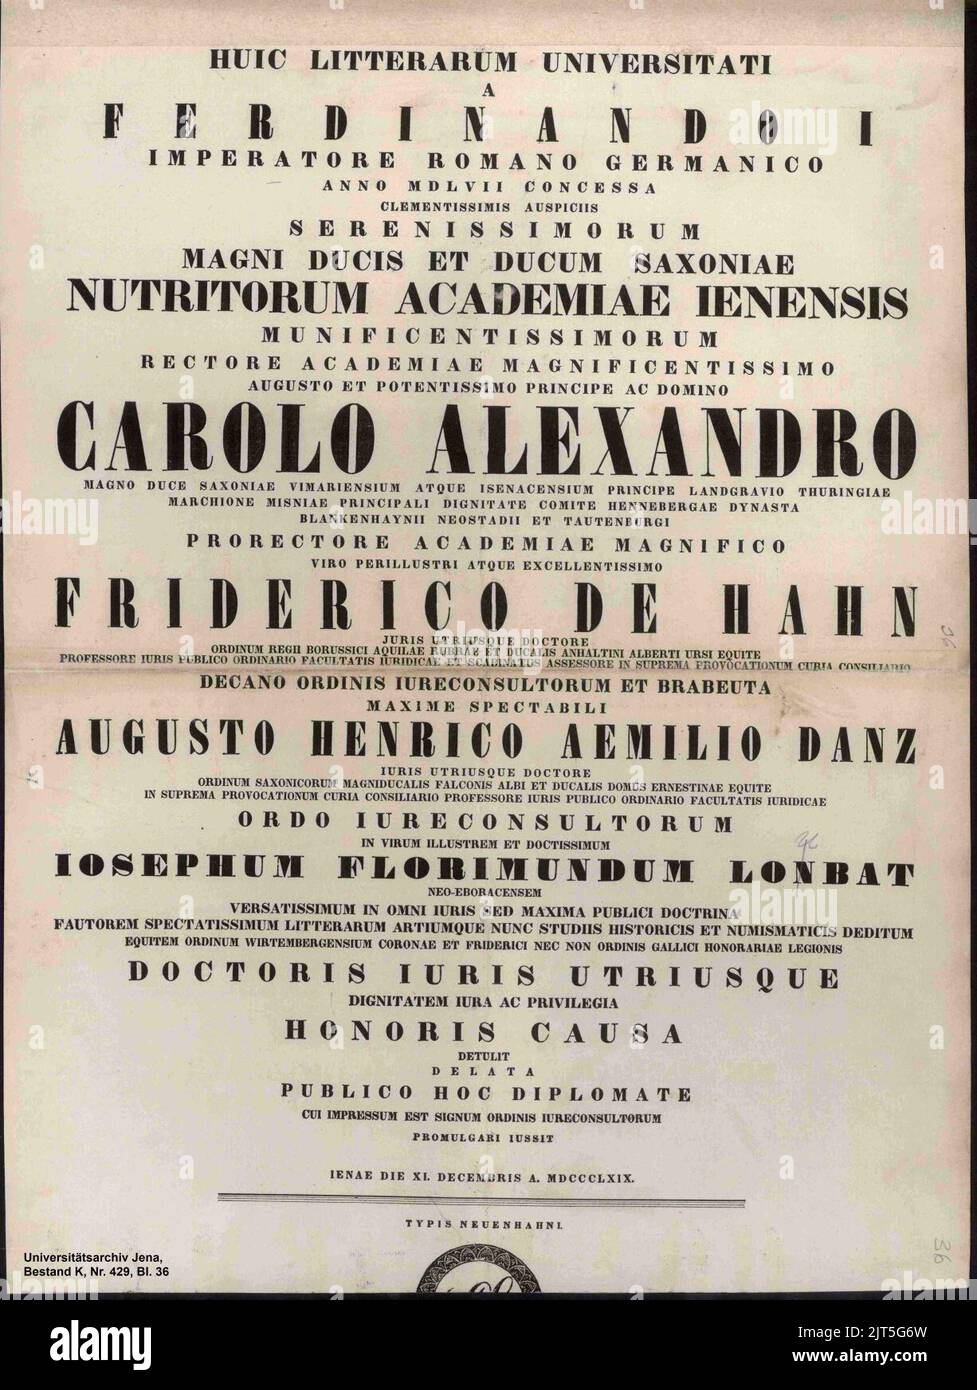 HUIC LITTERARUM UNIVERSITATI
A
FERDINANDO I
IMPERATORE ROMANO GERMANICO
ANNO MDLVII CONCESSA
CLEMENTISSIMIS AUSPICIIS
SERENISSIMORUM
MAGNI DUCIS ET DUCUM SAXONIAE
NUTRITORUM ACADEMIAE IENENSIS
MUNIFICENTISSIMORUM
RECTORE ACADEMIAE MAGNIFICENTISSIMO
AUGUSTO ET POTENTISSIMO PRINCIPE AC DOMINO
CAROLO ALEXANDRO
MAGNO DUCE SAXONIAE VIMARIENSIUM ATQUE ISENACENSIUM PRINCIPE LANDGRAVIO THURINGIAE
MARCHIONE MISNIAE PRINCIPALI DIGNITATE COMITE HENNEBERGAE DYNASTA
BLANKENHAYNII NEOSTADII ET TAUTENBURGI
PRORECTORE ACADEMIAE MAGNIFICO
VIRO PERILLUSTRI ATQUE EXCELLENTISSIMO
FRIDERICO DE HAHN
JURIS UTRIUSQUE DOCTORE
ORDINUM REGII BORUSSICI AQUILAE RUBRAE ET DUCALIS ANHALTINI ALBERTI URSI EQUITE
PROFESSORE IURIS PUBLICO ORDINARIO FACULTATIS IURIDICAE ET SCABINATUS ASSESSORE IN SUPREMA PROVOCATIONUM CURIA CONSILIARIO
DECANO ORDINIS IURECONSULTORUM ET BRABEUTA
MAXIME SPECTABILI
AUGUSTO HENRICO AEMILIO DANZ
IURIS UTRIUSQUE DOCTORE
ORDINUM SAXONICORUM MAGNIDUCALIS FALCONIS ALBI ET DUCALIS DOMUS ERNESTINAE EQUITE
IN SUPREMA PROVOCATIONUM CURIA CONSILIARIO PROFESSORE IURIS PUBLICO ORDINARIO FACULTATIS IURIDICAE
ORDO IURECONSULTORUM
IN VIRUM ILLUSTREM ET DOCTISSIMUM
IOSEPHUM FLORIMUNDUM LONBAT
NEO-EBORACENSEM
VERSATISSIMUM IN OMNI IURIS SED MAXIMA PUBLICI DOCTRINA
FAUTOREM SPECTATISSIMUM LITTERARUM ARTIUMQUE NUNC STUDIIS HISTORICIS ET NUMISMATICIS DEDITUM
EQUITEM ORDINUM WIRTEMBERGENSIUM CORONAE ET FRIDERICI NEC NON ORDINIS GALLICI HONORARIAE LEGIONIS
DOCTORIS IURIS UTRIUSQUE
DIGNITATEM IURA AC PRIVILEGIA
HONORIS CAUSA
DETULIT
DELATA
PUBLICO HOC DIPLOMATE
CUI IMPRESSUM EST SIGNUM ORDINIS IURECONSULTORUM
PROMULGARI IUSSIT
IENAE DIE XI. DECEMBRIS A. MDCCCLXIX.
TYPIS NEUENHAHNI.
Universitätsarchiv Jena,
Bestand K, Nr. 429, Bl. 36
36
36
alamy
Image ID: 2JT5G6W
www.alamy.com